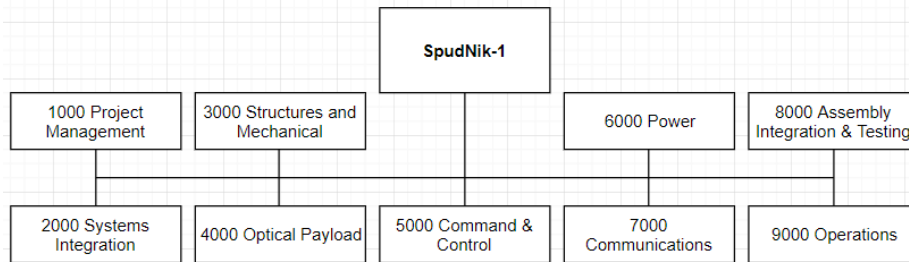 SpudNik-1
1000 Project
Management
3000 Structures and
Mechanical
6000 Power
8000 Assembly
Integration & Testing
2000 Systems
Integration
4000 Optical Payload
5000 Command &
Control
7000
Communications
9000 Operations